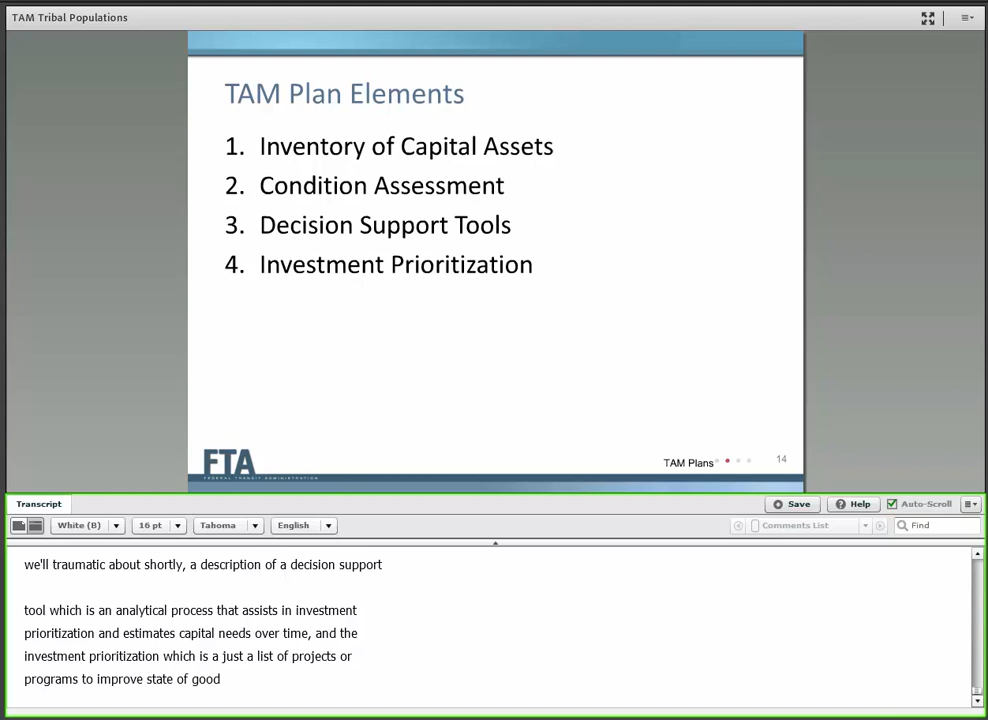 TAM Tribal Populations
TAM Plan Elements
1. Inventory of Capital Assets
2. Condition Assessment
3. Decision Support Tools
4. Investment Prioritization
FTA
FEDERAL TRANSIT ADMINISTRATION
TAM Plans
14
Transcript
Save
Help
Auto-Scroll
White (B)
16 pt
Tahoma
English
Comments List
Find
we'll traumatic about shortly, a description of a decision support
tool which is an analytical process that assists in investment
prioritization and estimates capital needs over time, and the
investment prioritization which is a just a list of projects or
programs to improve state of good